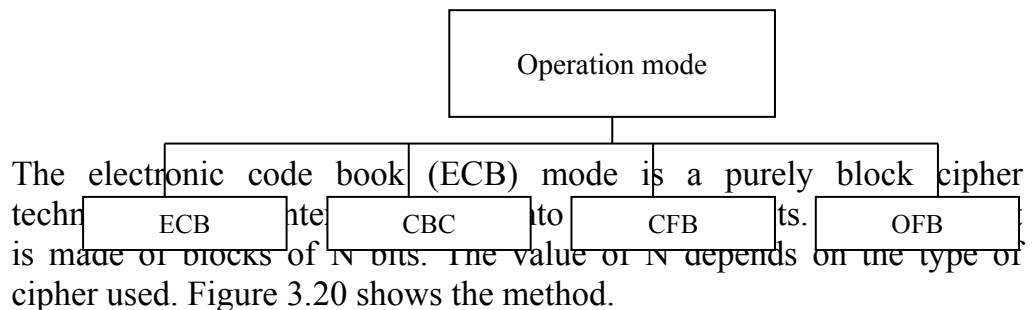 Operation mode
The electronic code book (ECB) mode is a purely block cipher
ECB CBC CFB OFB
is made of blocks of N bits. The value of N depends on the type of
cipher used. Figure 3.20 shows the method.